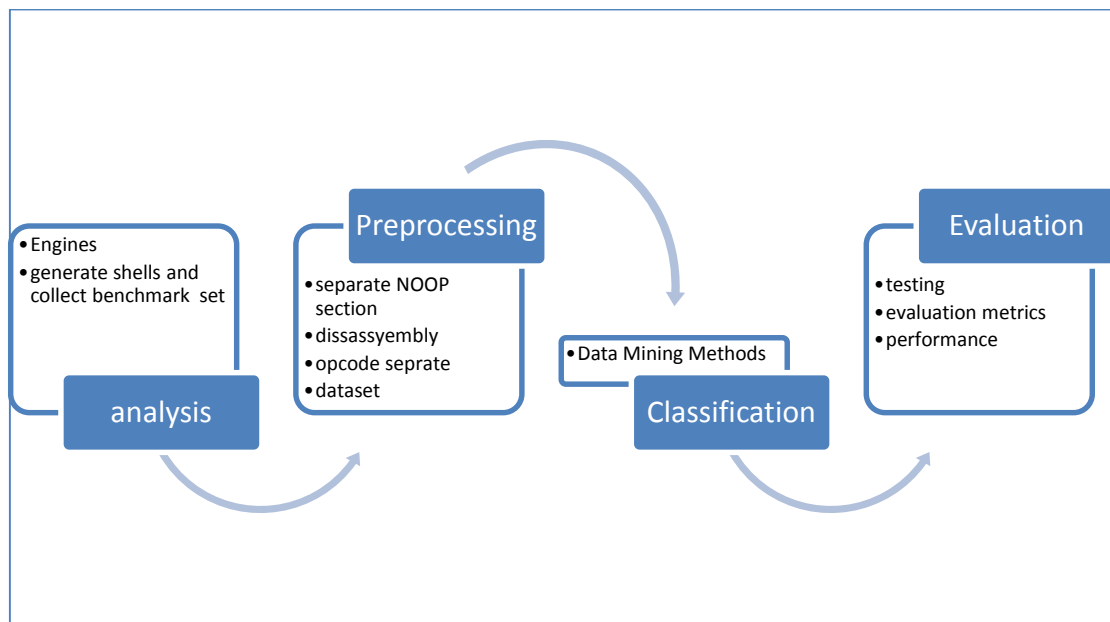 • Engines
• generate shells and
collect benchmark set
analysis
Preprocessing
• separate NOOP
section
• dissassyembly
• opcode seprate
• dataset
• Data Mining Methods
Classification
Evaluation
• testing
• evaluation metrics
• performance